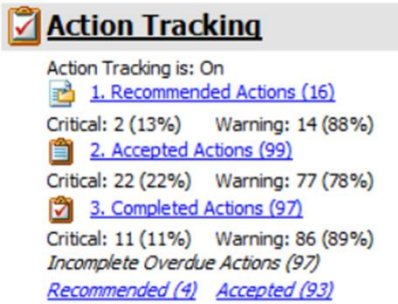 Action Tracking
Action Tracking is: On
1. Recommended Actions (16)
Critical: 2 (13%) Warning: 14 (88%)
2. Accepted Actions (99)
Critical: 22 (22%) Warning: 77 (78%)
3. Completed Actions (97)
Critical: 11 (11%) Warning: 86 (89%)
Incomplete Overdue Actions (97)
Recommended (4) Accepted (93)